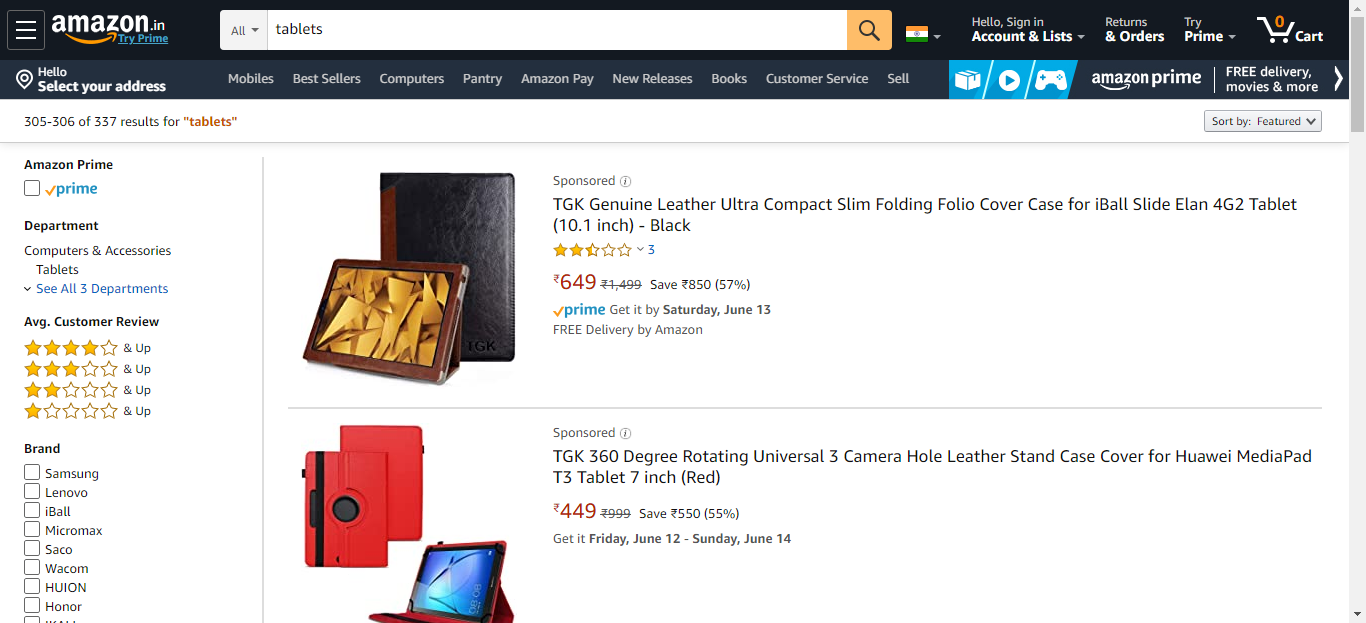 amazon.in
Try Prime
All
tablets
Hello, Sign in
Account & Lists
Returns
& Orders
Try
Prime
0
Cart
Hello
Select your address
Mobiles
Best Sellers
Computers
Pantry
Amazon Pay
New Releases
Books
Customer Service
Sell
amazon prime
FREE delivery,
movies & more
305-306 of 337 results for "tablets"
Sort by: Featured
Amazon Prime
prime
Department
Computers & Accessories
Tablets
See All 3 Departments
Avg. Customer Review
& Up
& Up
& Up
& Up
Brand
Samsung
Lenovo
iBall
Micromax
Saco
Wacom
HUION
Honor
TGK
Sponsored
TGK Genuine Leather Ultra Compact Slim Folding Folio Cover Case for iBall Slide Elan 4G2 Tablet
(10.1 inch) - Black
3
₹649 ₹1,499 Save ₹850 (57%)
prime Get it by Saturday, June 13
FREE Delivery by Amazon
Sponsored
TGK 360 Degree Rotating Universal 3 Camera Hole Leather Stand Case Cover for Huawei MediaPad
T3 Tablet 7 inch (Red)
₹449 ₹999 Save ₹550 (55%)
Get it Friday, June 12 - Sunday, June 14